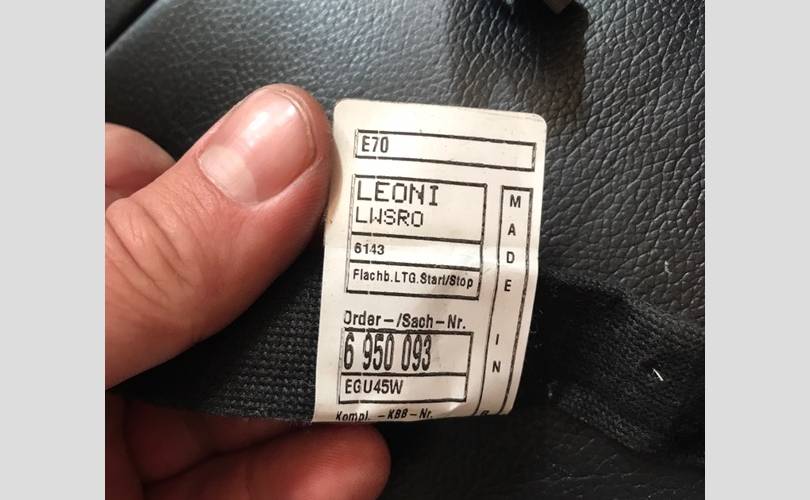 E70
LEONI
LWSRO
6143
Flachb.LTG.Start/Stop
Order-/Sach-Nr.
6 950 093
EGU45W
Kompl. -KBB-Nr.
MADE IN